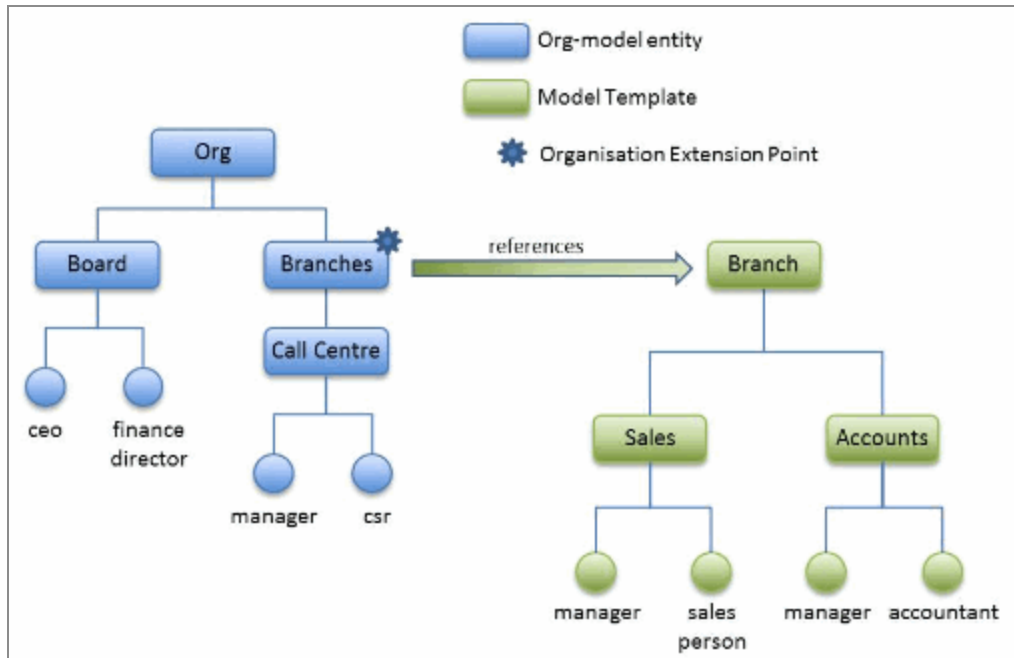 Org-model entity
Model Template
Organisation Extension Point
Org
Board
Branches
references
Branch
Call Centre
ceo
finance
director
manager
csr
Sales
Accounts
manager
sales
person
manager
accountant